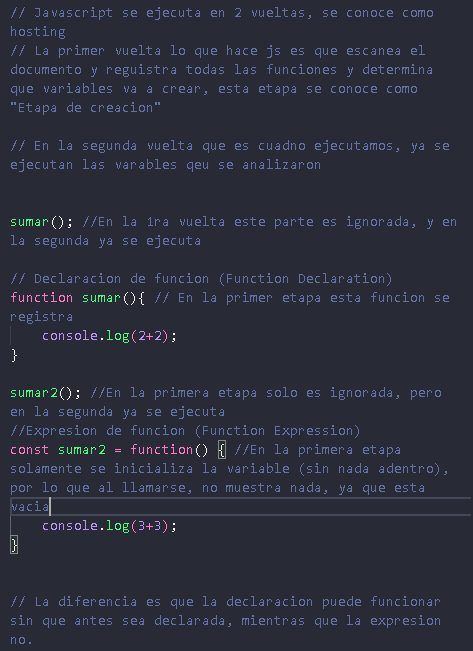 // Javascript se ejecuta en 2 vueltas, se conoce como
hosting
// La primer vuelta lo que hace js es que escanea el
documento y reguistra todas las funciones y determina
que variables va a crear, esta etapa se conoce como
"Etapa de creacion"
// En la segunda vuelta que es cuadno ejecutamos, ya se
ejecutan las varables qeu se analizaron
sumar(); //En la 1ra vuelta este parte es ignorada, y en
la segunda ya se ejecuta
// Declaracion de funcion (Function Declaration)
function sumar(){ // En la primer etapa esta funcion se
registra
console.log(2+2);
}
sumar2(); //En la primera etapa solo es ignorada, pero
en la segunda ya se ejecuta
//Expresion de funcion (Function Expression)
const sumar2 = function() { //En la primera etapa
solamente se inicializa la variable (sin nada adentro),
por lo que al llamarse, no muestra nada, ya que esta
vacia
console.log(3+3);
}
// La diferencia es que la declaracion puede funcionar
sin que antes sea declarada, mientras que la expresion
no.